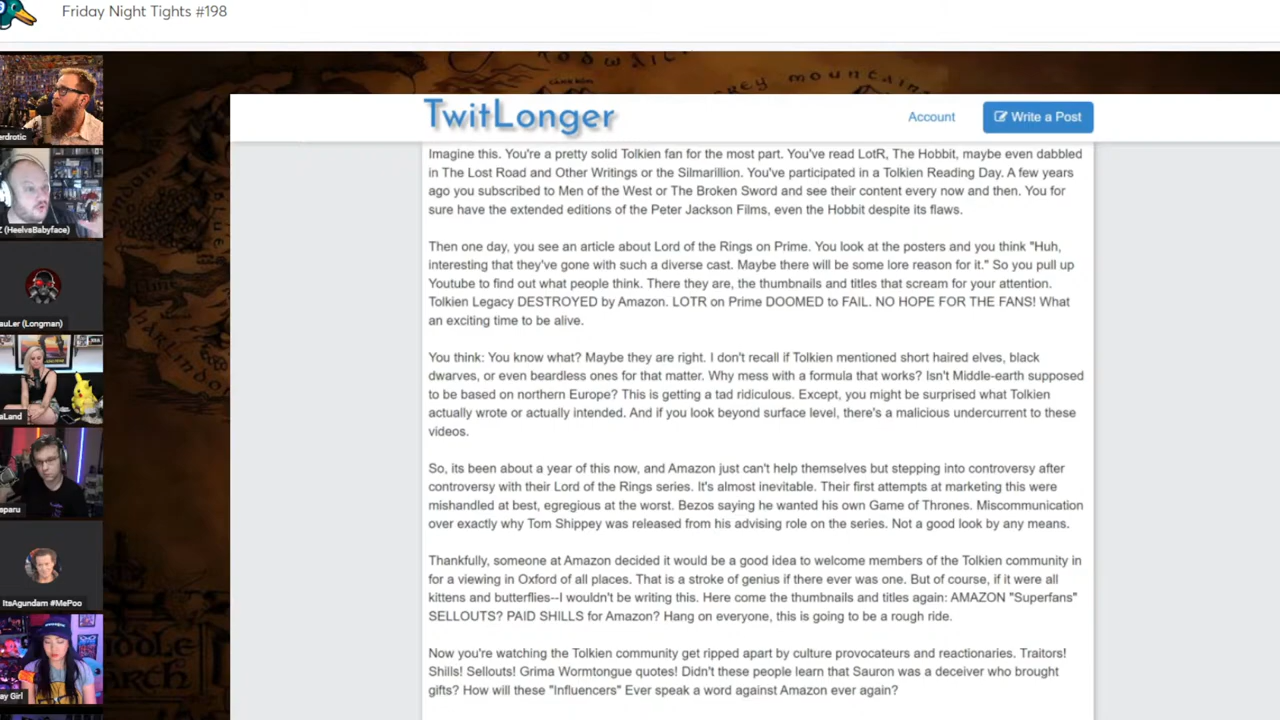 Friday Night Tights #198
erdrotic
Z (HeelvsBabyface)
auLer (Longman)
aLand
eparu
ItsAgundam #MePoo
ay Girl
TwitLonger
Account
Write a Post
Imagine this. You're a pretty solid Tolkien fan for the most part. You've read LotR, The Hobbit, maybe even dabbled
in The Lost Road and Other Writings or the Silmarillion. You've participated in a Tolkien Reading Day. A few years
ago you subscribed to Men of the West or The Broken Sword and see their content every now and then. You for
sure have the extended editions of the Peter Jackson Films, even the Hobbit despite its flaws.
Then one day, you see an article about Lord of the Rings on Prime. You look at the posters and you think "Huh,
interesting that they've gone with such a diverse cast. Maybe there will be some lore reason for it." So you pull up
Youtube to find out what people think. There they are, the thumbnails and titles that scream for your attention.
Tolkien Legacy DESTROYED by Amazon. LOTR on Prime DOOMED to FAIL. NO HOPE FOR THE FANS! What
an exciting time to be alive.
You think: You know what? Maybe they are right. I don't recall if Tolkien mentioned short haired elves, black
dwarves, or even beardless ones for that matter. Why mess with a formula that works? Isn't Middle-earth supposed
to be based on northern Europe? This is getting a tad ridiculous. Except, you might be surprised what Tolkien
actually wrote or actually intended. And if you look beyond surface level, there's a malicious undercurrent to these
videos.
So, its been about a year of this now, and Amazon just can't help themselves but stepping into controversy after
controversy with their Lord of the Rings series. It's almost inevitable. Their first attempts at marketing this were
mishandled at best, egregious at the worst. Bezos saying he wanted his own Game of Thrones. Miscommunication
over exactly why Tom Shippey was released from his advising role on the series. Not a good look by any means.
Thankfully, someone at Amazon decided it would be a good idea to welcome members of the Tolkien community in
for a viewing in Oxford of all places. That is a stroke of genius if there ever was one. But of course, if it were all
kittens and butterflies--I wouldn't be writing this. Here come the thumbnails and titles again: AMAZON "Superfans"
SELLOUTS? PAID SHILLS for Amazon? Hang on everyone, this is going to be a rough ride.
Now you're watching the Tolkien community get ripped apart by culture provocateurs and reactionaries. Traitors!
Shills! Sellouts! Grima Wormtongue quotes! Didn't these people learn that Sauron was a deceiver who brought
gifts? How will these "Influencers" Ever speak a word against Amazon ever again?